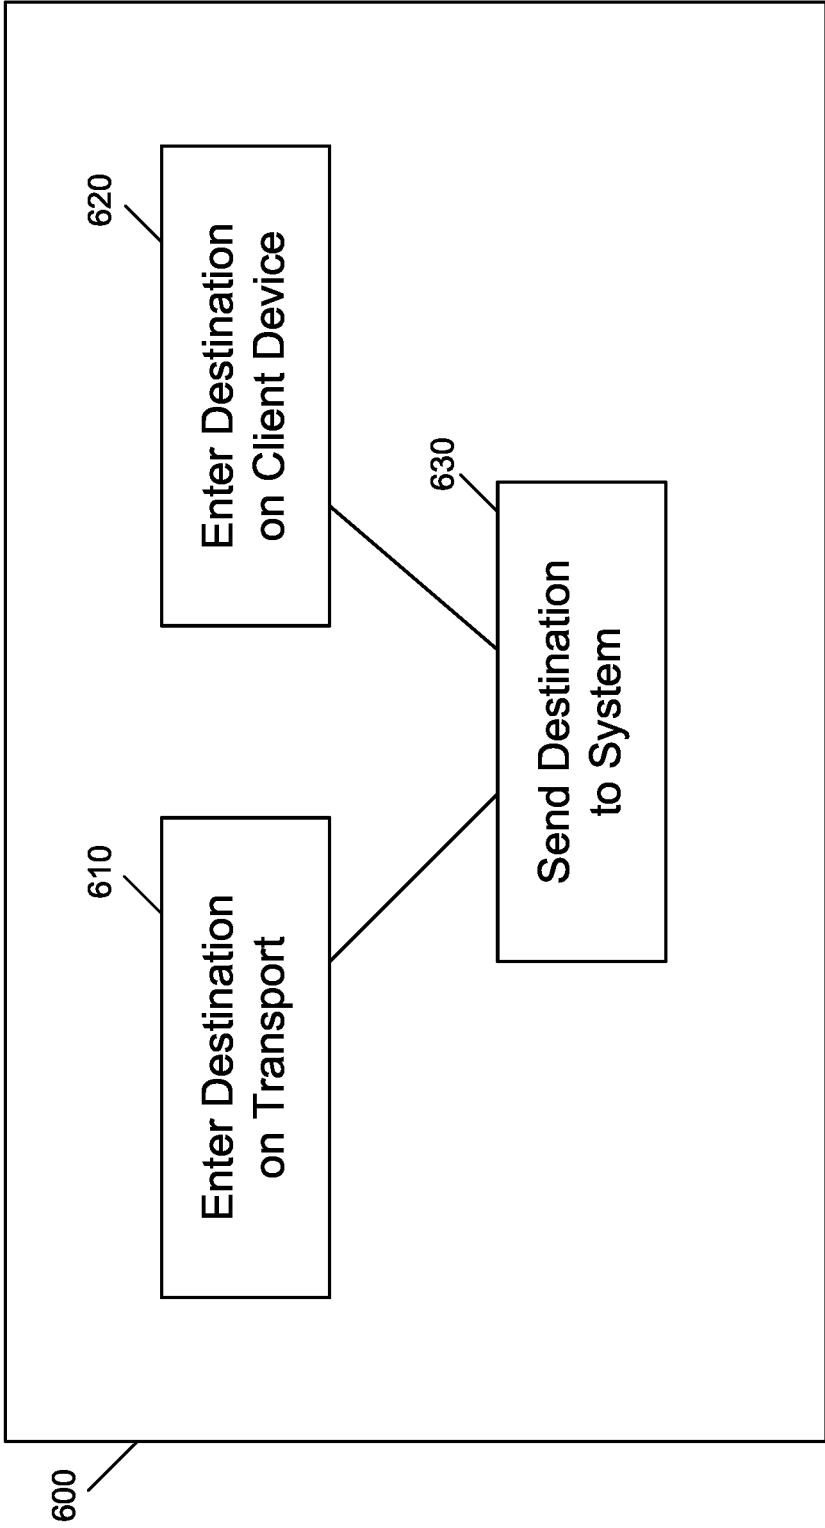 600
610
Enter Destination
on Transport
620
Enter Destination
on Client Device
630
Send Destination
to System